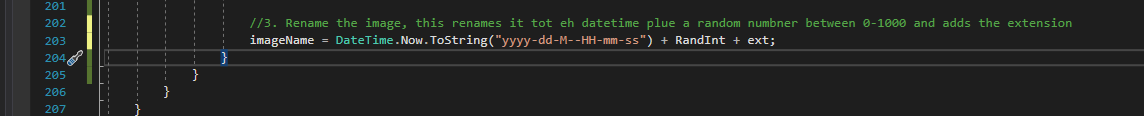 201
202 //3. Rename the image, this renames it tot eh datetime plue a random numbner between 0-1000 and adds the extension
203 imageName = DateTime.Now.ToString("yyyy-dd-M--HH-mm-ss") + RandInt + ext;
204 }
205 }
206 }
207 }